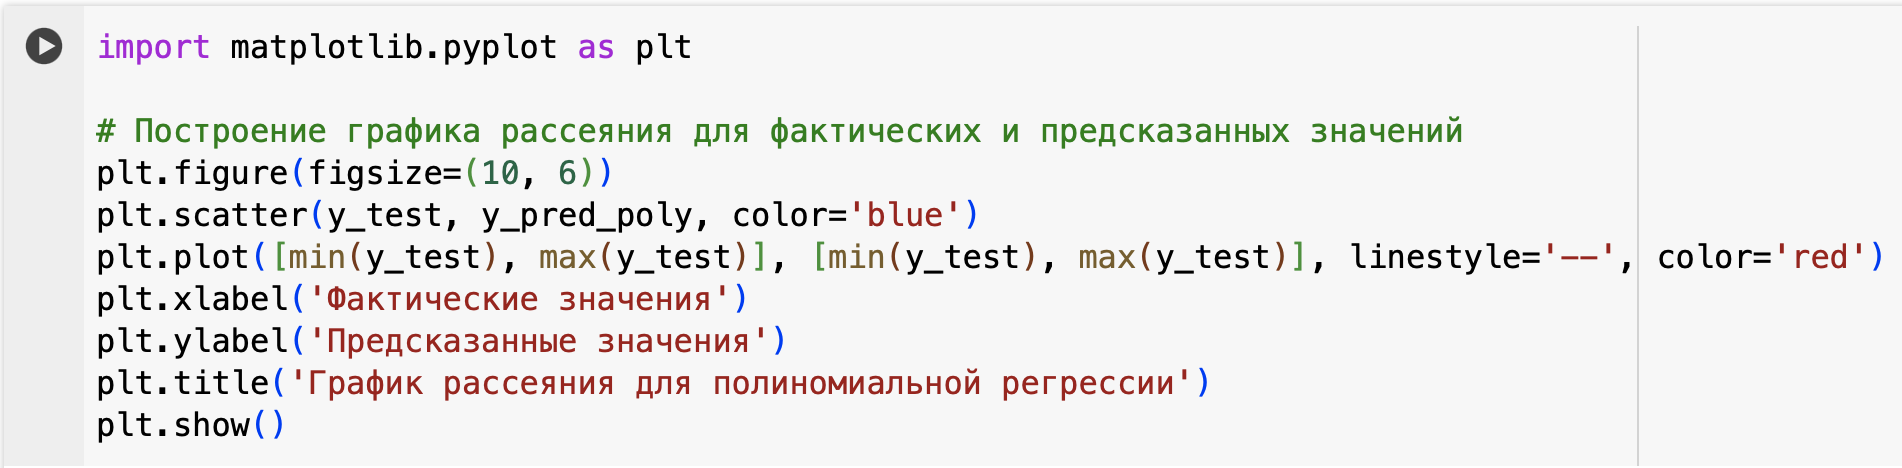 import matplotlib.pyplot as plt
# Построение графика рассеяния для фактических и предсказанных значений
plt.figure(figsize=(10, 6))
plt.scatter(y_test, y_pred_poly, color='blue')
plt.plot([min(y_test), max(y_test)], [min(y_test), max(y_test)], linestyle='--', color='red')
plt.xlabel('Фактические значения')
plt.ylabel('Предсказанные значения')
plt.title('График рассеяния для полиномиальной регрессии')
plt.show()